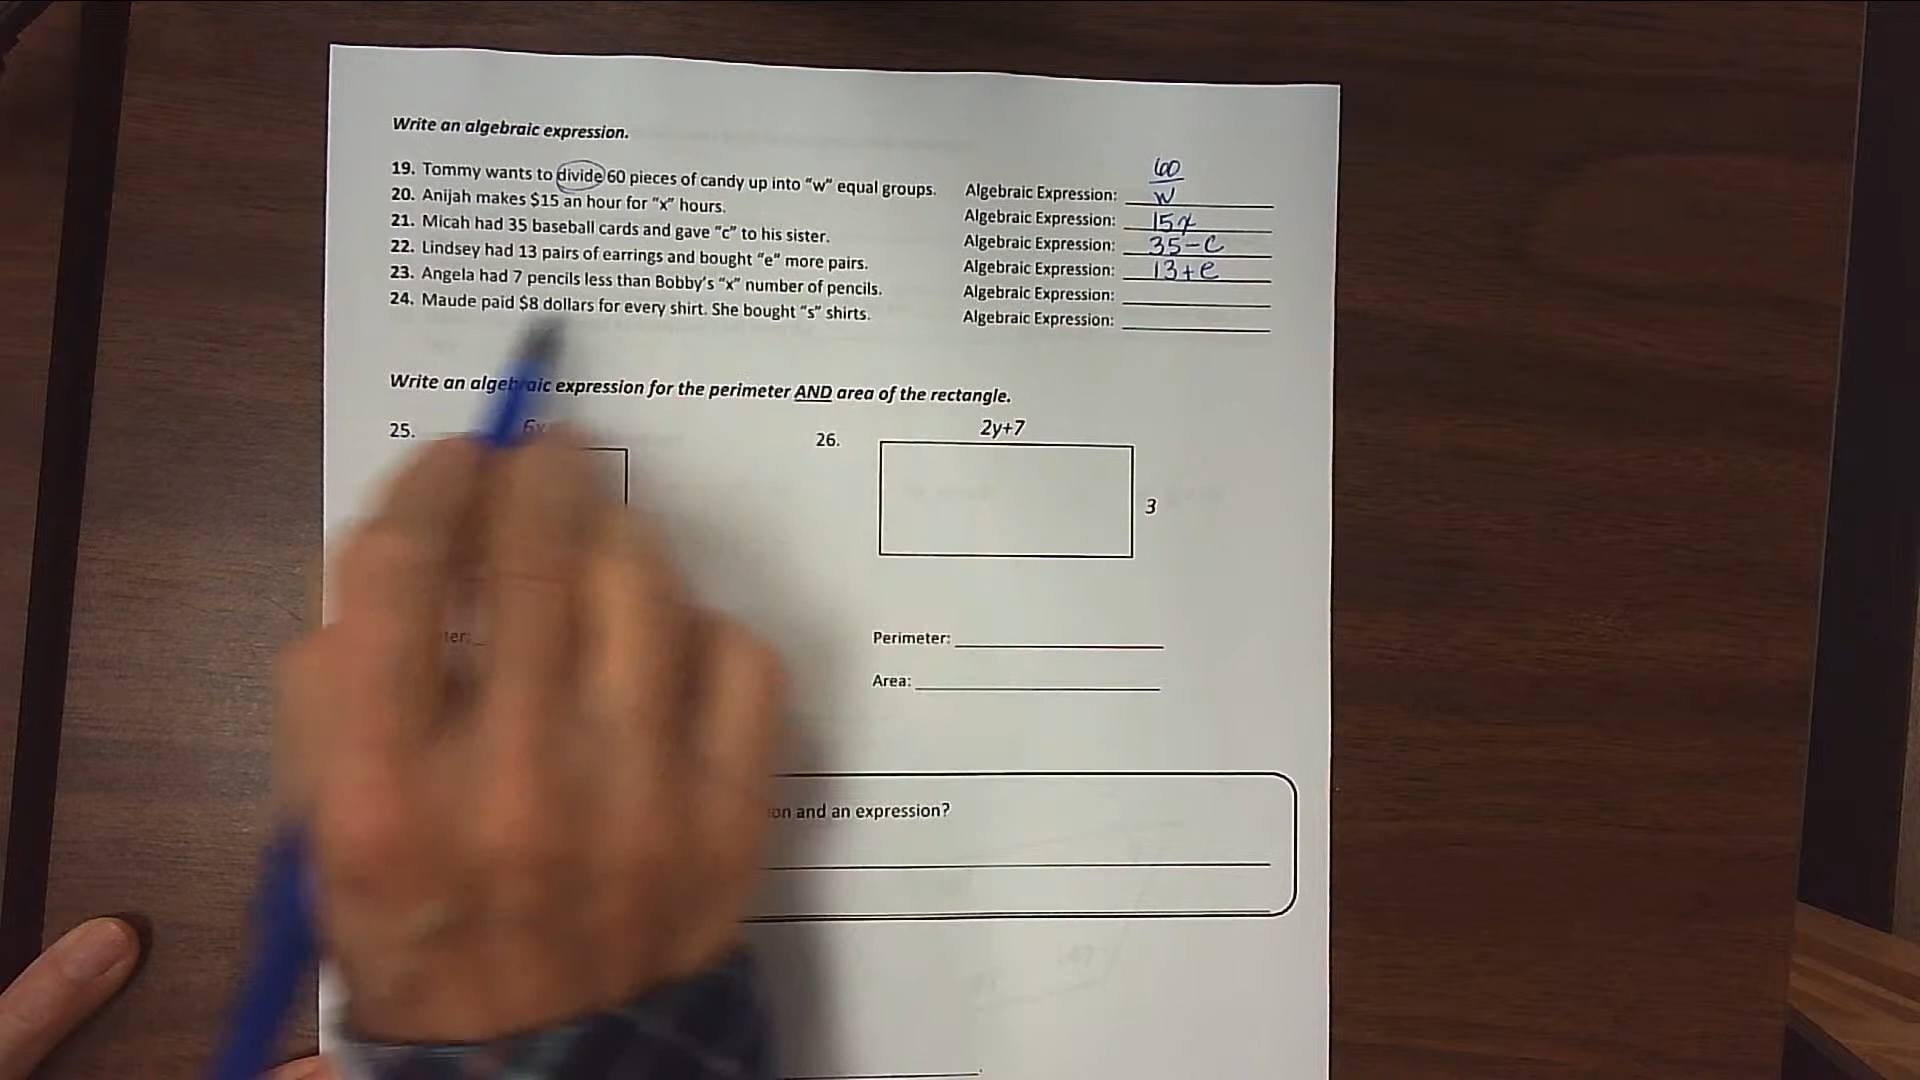 Write an algebraic expression.
19. Tommy wants to divide 60 pieces of candy up into "w" equal groups. Algebraic Expression: 60/w
20. Anijah makes $15 an hour for "x" hours. Algebraic Expression: 15x
21. Micah had 35 baseball cards and gave "c" to his sister. Algebraic Expression: 35-c
22. Lindsey had 13 pairs of earrings and bought "e" more pairs. Algebraic Expression: 13+e
23. Angela had 7 pencils less than Bobby's "x" number of pencils. Algebraic Expression:
24. Maude paid $8 dollars for every shirt. She bought "s" shirts. Algebraic Expression:
Write an algebraic expression for the perimeter AND area of the rectangle.
25.
26. 2y+7
3
Perimeter:
Area:
and an expression?